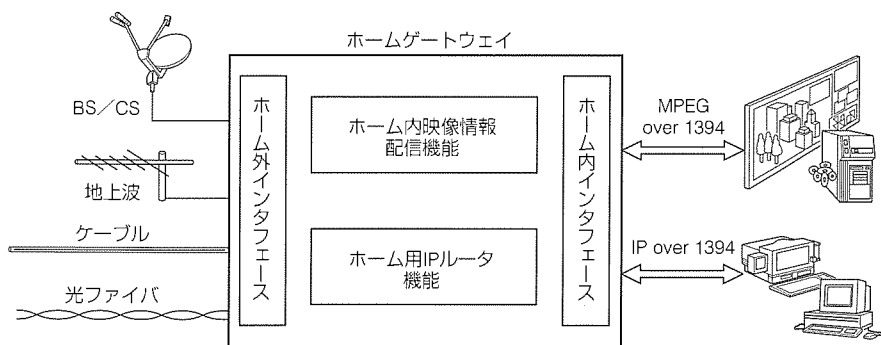 ホームゲートウェイ
BS/CS
地上波
ケーブル
光ファイバ
ホーム外インタフェース
ホーム内映像情報
配信機能
ホーム用IPルータ
機能
ホーム内インタフェース
MPEG
over 1394
IP over 1394